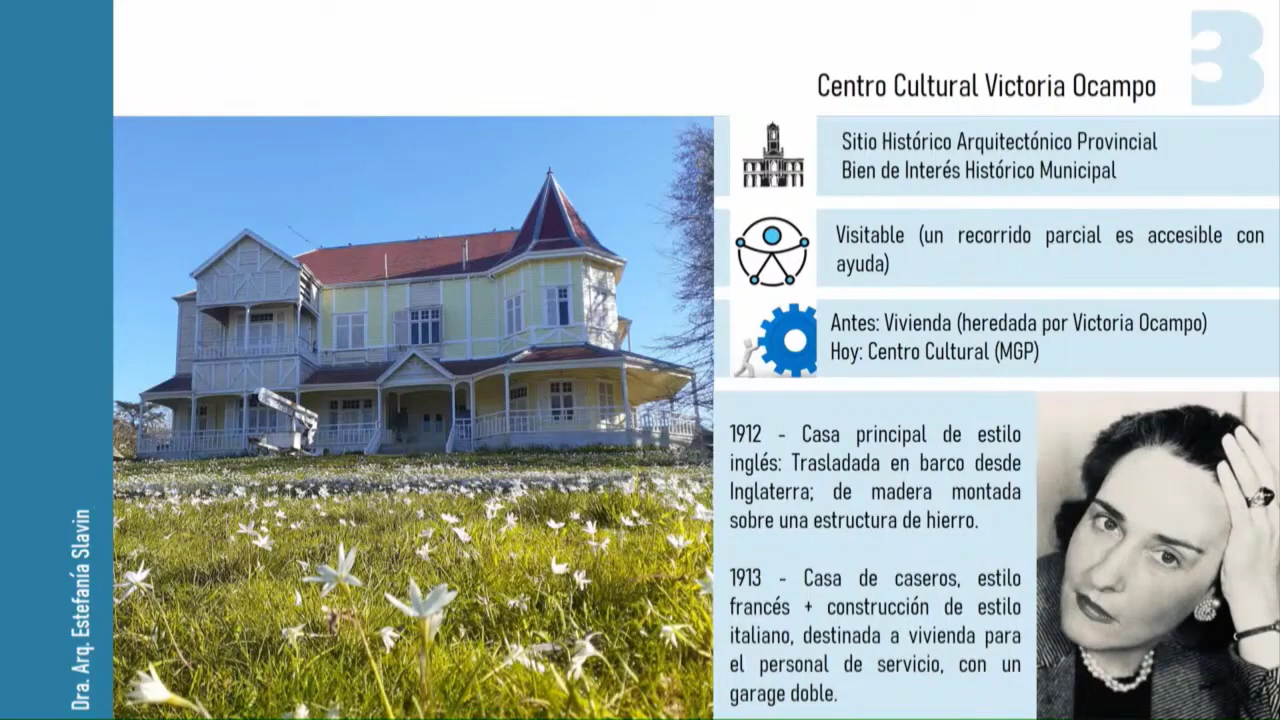 3
Centro Cultural Victoria Ocampo
Sitio Histórico Arquitectónico Provincial
Bien de Interés Histórico Municipal
Visitable (un recorrido parcial es accesible con
ayuda)
Antes: Vivienda (heredada por Victoria Ocampo)
Hoy: Centro Cultural (MGP)
1912 - Casa principal de estilo
inglés: Trasladada en barco desde
Inglaterra; de madera montada
sobre una estructura de hierro.
1913 - Casa de caseros, estilo
francés + construcción de estilo
italiano, destinada a vivienda para
el personal de servicio, con un
garage doble.
Dra. Arq. Estefanía Slavin